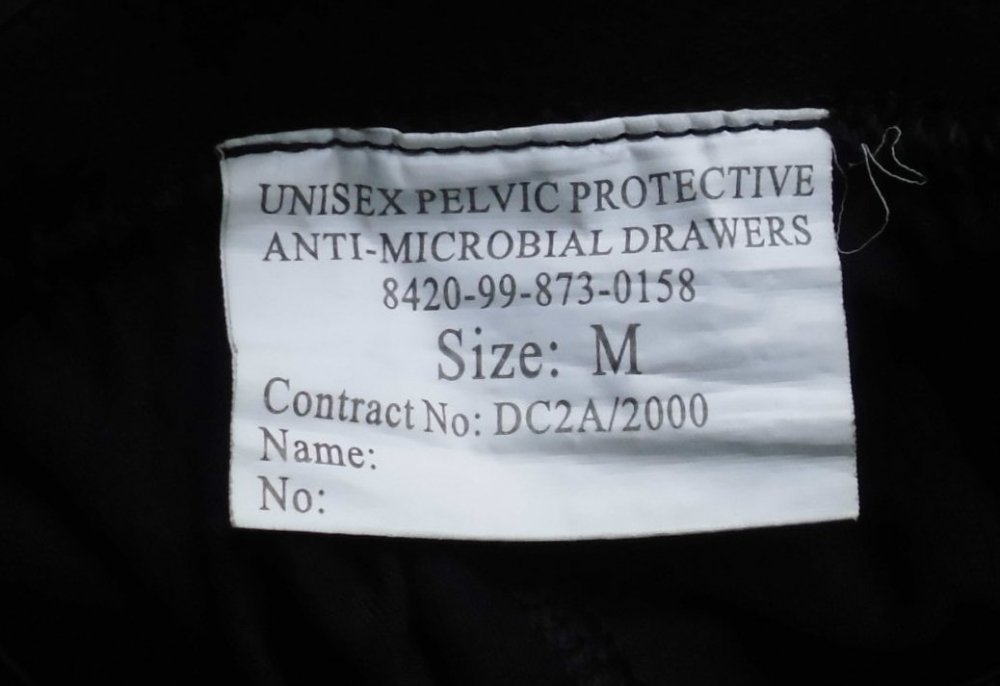 UNISEX PELVIC PROTECTIVE
ANTI-MICROBIAL DRAWERS
8420-99-873-0158
Size: M
Contract No: DC2A/2000
Name:
No: